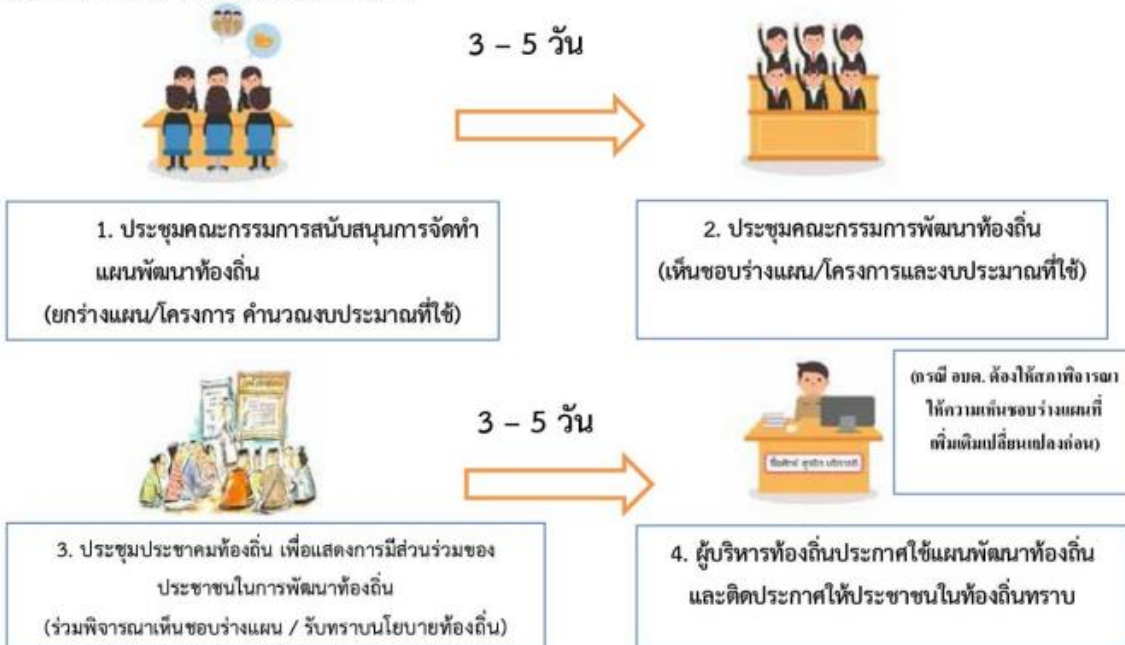 3 – 5 วัน
1. ประชุมคณะกรรมการสนับสนุนการจัดทำ
แผนพัฒนาท้องถิ่น
(ยกร่างแผน/โครงการ คำนวณงบประมาณที่ใช้)
2. ประชุมคณะกรรมการพัฒนาท้องถิ่น
(เห็นชอบร่างแผน/โครงการและงบประมาณที่ใช้)
3 – 5 วัน
(กรณี อบต. ต้องให้สภาพิจารณา
ให้ความเห็นชอบร่างแผนที่
เพิ่มเติมเปลี่ยนแปลงก่อน)
ซื่อสัตย์ สุจริต บริการดี
3. ประชุมประชาคมท้องถิ่น เพื่อแสดงการมีส่วนร่วมของ
ประชาชนในการพัฒนาท้องถิ่น
(ร่วมพิจารณาเห็นชอบร่างแผน / รับทราบนโยบายท้องถิ่น)
4. ผู้บริหารท้องถิ่นประกาศใช้แผนพัฒนาท้องถิ่น
และติดประกาศให้ประชาชนในท้องถิ่นทราบ